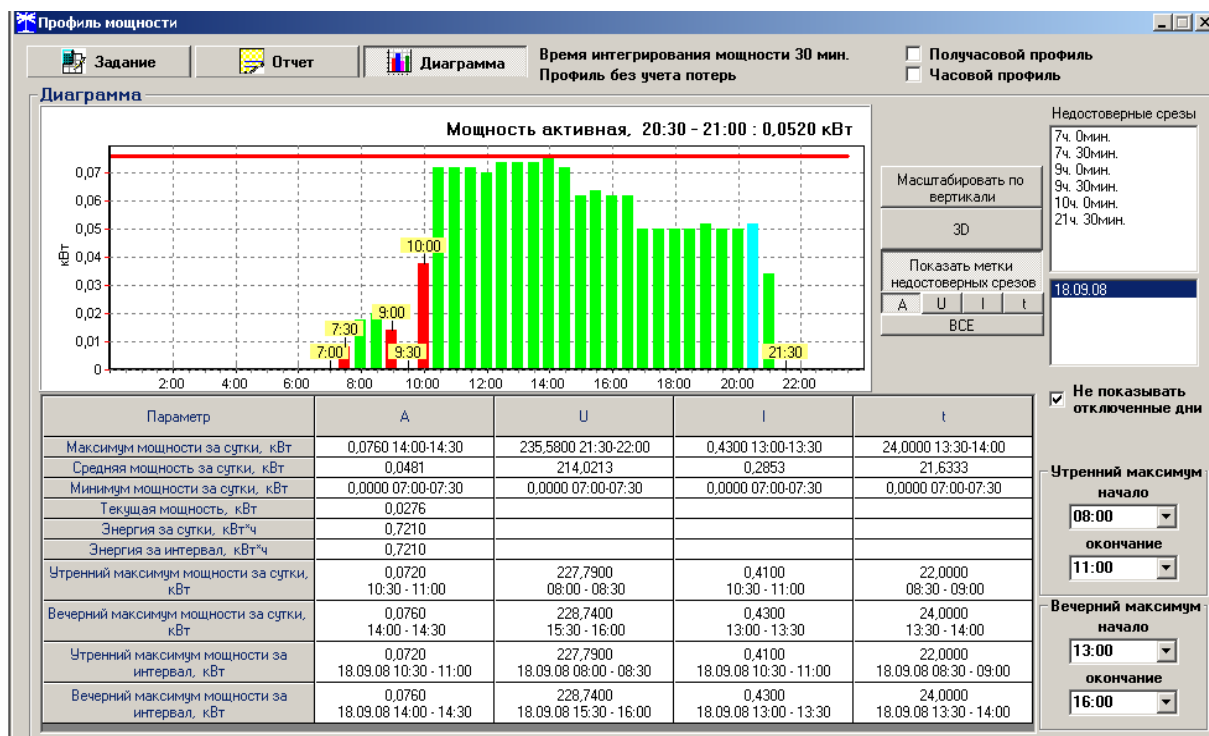 Профиль мощности
Задание
Отчет
Диаграмма
Время интегрирования мощности 30 мин.
Профиль без учета потерь
Получасовой профиль
Часовой профиль
Диаграмма
Мощность активная, 20:30 - 21:00 : 0,0520 кВт
кВт
0,07
0,06
0,05
0,04
0,03
0,02
0,01
0
7:00
7:30
9:00
9:30
10:00
21:30
2:00 4:00 6:00 8:00 10:00 12:00 14:00 16:00 18:00 20:00 22:00
Масштабировать по
вертикали
3D
Показать метки
недостоверных срезов
A U I t
ВСЕ
Недостоверные срезы
7ч. 0мин.
7ч. 30мин.
9ч. 0мин.
9ч. 30мин.
10ч. 0мин.
21ч. 30мин.
18.09.08
Не показывать
отключенные дни
Параметр A U I t
Максимум мощности за сутки, кВт 0,0760 14:00-14:30 235,5800 21:30-22:00 0,4300 13:00-13:30 24,0000 13:30-14:00
Средняя мощность за сутки, кВт 0,0481 214,0213 0,2853 21,6333
Минимум мощности за сутки, кВт 0,0000 07:00-07:30 0,0000 07:00-07:30 0,0000 07:00-07:30 0,0000 07:00-07:30
Текущая мощность, кВт 0,0276
Энергия за сутки, кВт*ч 0,7210
Энергия за интервал, кВт*ч 0,7210
Утренний максимум мощности за сутки, 0,0720 227,7900 0,4100 22,0000
кВт 10:30 - 11:00 08:00 - 08:30 10:30 - 11:00 08:30 - 09:00
Вечерний максимум мощности за сутки, 0,0760 228,7400 0,4300 24,0000
кВт 14:00 - 14:30 15:30 - 16:00 13:00 - 13:30 13:30 - 14:00
Утренний максимум мощности за 0,0720 227,7900 0,4100 22,0000
интервал, кВт 18.09.08 10:30 - 11:00 18.09.08 08:00 - 08:30 18.09.08 10:30 - 11:00 18.09.08 08:30 - 09:00
Вечерний максимум мощности за 0,0760 228,7400 0,4300 24,0000
интервал, кВт 18.09.08 14:00 - 14:30 18.09.08 15:30 - 16:00 18.09.08 13:00 - 13:30 18.09.08 13:30 - 14:00
Утренний максимум
начало
08:00
окончание
11:00
Вечерний максимум
начало
13:00
окончание
16:00